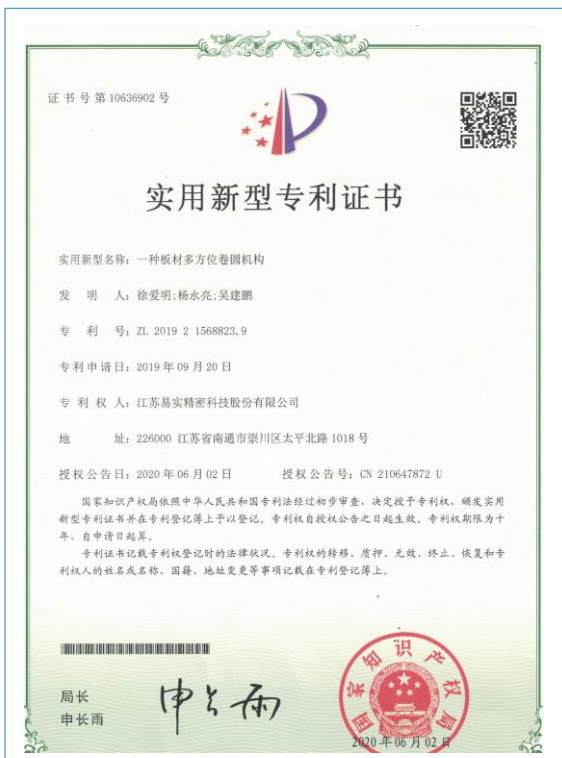 证书号第10636902号
实用新型专利证书
实用新型名称：一种板材多方位卷圆机构
发明人：徐爱明;杨永亮;吴建鹏
专利号：ZL 2019 2 1568823.9
专利申请日：2019年09月20日
专利权人：江苏易实精密科技股份有限公司
地址：226000 江苏省南通市崇川区太平北路1018号
授权公告日：2020年06月02日 授权公告号：CN 210647872 U
国家知识产权局依照中华人民共和国专利法经过初步审查，决定授予专利权，颁发实用
新型专利证书并在专利登记簿上予以登记。专利权自授权公告之日起生效。专利权期限为十
年，自申请日起算。
专利证书记载专利权登记时的法律状况。专利权的转移、质押、无效、终止、恢复和专
利权人的姓名或名称、国籍、地址变更等事项记载在专利登记簿上。
局长
申长雨
申长雨
国家知识产权局
2020年06月02日